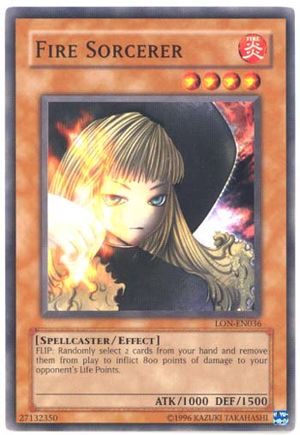 FIRE SORCERER
FIRE
炎
LON-EN036
[SPELLCASTER/EFFECT]
FLIP: Randomly select 2 cards from your hand and remove
them from play to inflict 800 points of damage to your
opponent's Life Points.
ATK/1000 DEF/1500
27132350
©1996 KAZUKI TAKAHASHI